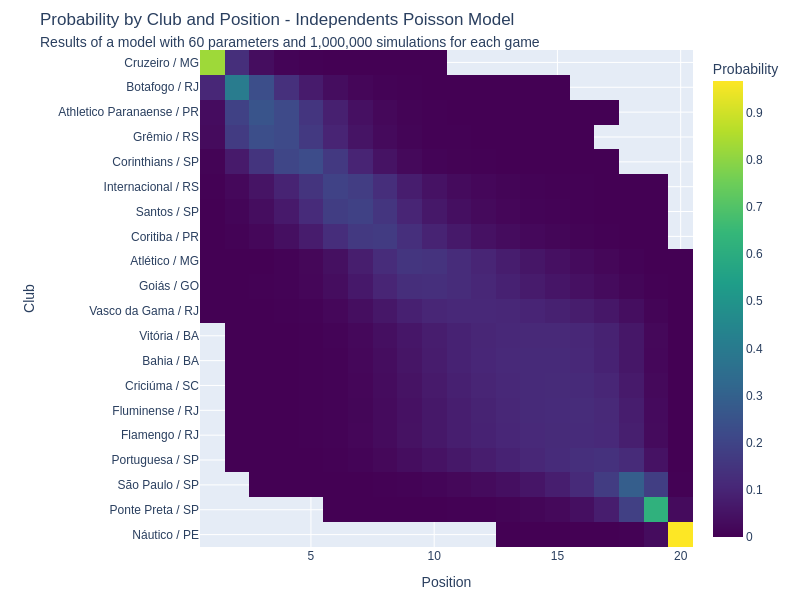 Probability by Club and Position - Independents Poisson Model
Results of a model with 60 parameters and 1,000,000 simulations for each game
Probability
Club
Cruzeiro / MG
Botafogo / RJ
Athletico Paranaense / PR
Grêmio / RS
Corinthians / SP
Internacional / RS
Santos / SP
Coritiba / PR
Atlético / MG
Goiás / GO
Vasco da Gama / RJ
Vitória / BA
Bahia / BA
Criciúma / SC
Fluminense / RJ
Flamengo / RJ
Portuguesa / SP
São Paulo / SP
Ponte Preta / SP
Náutico / PE
5
10
15
20
Position
0.9
0.8
0.7
0.6
0.5
0.4
0.3
0.2
0.1
0